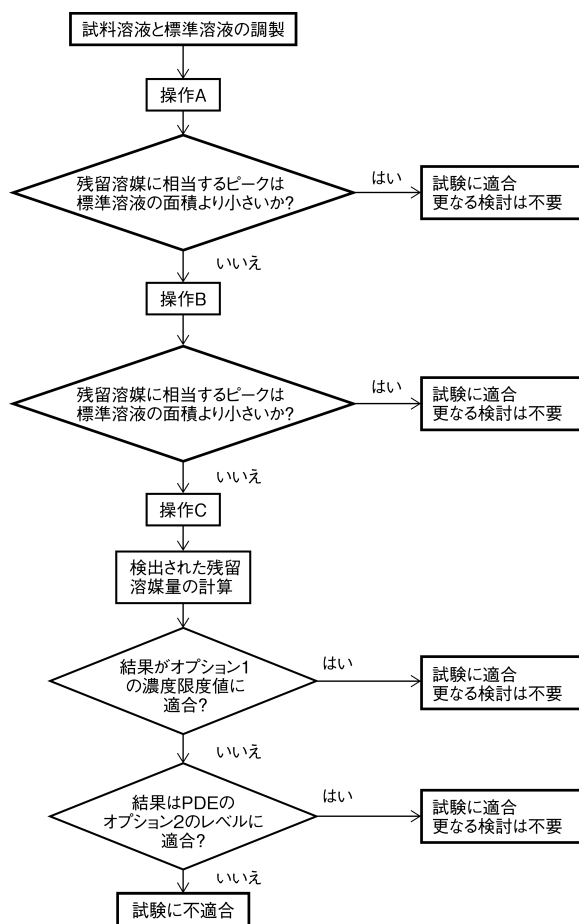 試料溶液と標準溶液の調製
操作A
残留溶媒に相当するピークは
標準溶液の面積より小さいか?
はい
試験に適合
更なる検討は不要
いいえ
操作B
残留溶媒に相当するピークは
標準溶液の面積より小さいか?
はい
試験に適合
更なる検討は不要
いいえ
操作C
検出された残留
溶媒量の計算
結果がオプション1
の濃度限度値に
適合?
はい
試験に適合
更なる検討は不要
いいえ
結果はPDEの
オプション2のレベルに
適合?
はい
試験に適合
更なる検討は不要
いいえ
試験に不適合